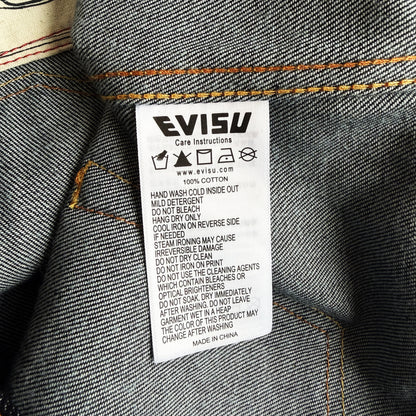 EVISU
Care Instructions
www.evisu.com
100% COTTON
HAND WASH COLD INSIDE OUT
MILD DETERGENT
DO NOT BLEACH
HANG DRY ONLY
COOL IRON ON REVERSE SIDE
IF NEEDED
STEAM IRONING MAY CAUSE
IRREVERSIBLE DAMAGE
DO NOT DRY CLEAN
DO NOT IRON ON PRINT
DO NOT USE THE CLEANING AGENTS
WHICH CONTAIN BLEACHES OR
OPTICAL BRIGHTENERS
DO NOT SOAK. DRY IMMEDIATELY
AFTER WASHING. DO NOT LEAVE
GARMENT WET IN A HEAP
THE COLOR OF THIS PRODUCT MAY
CHANGE AFTER WASHING
MADE IN CHINA